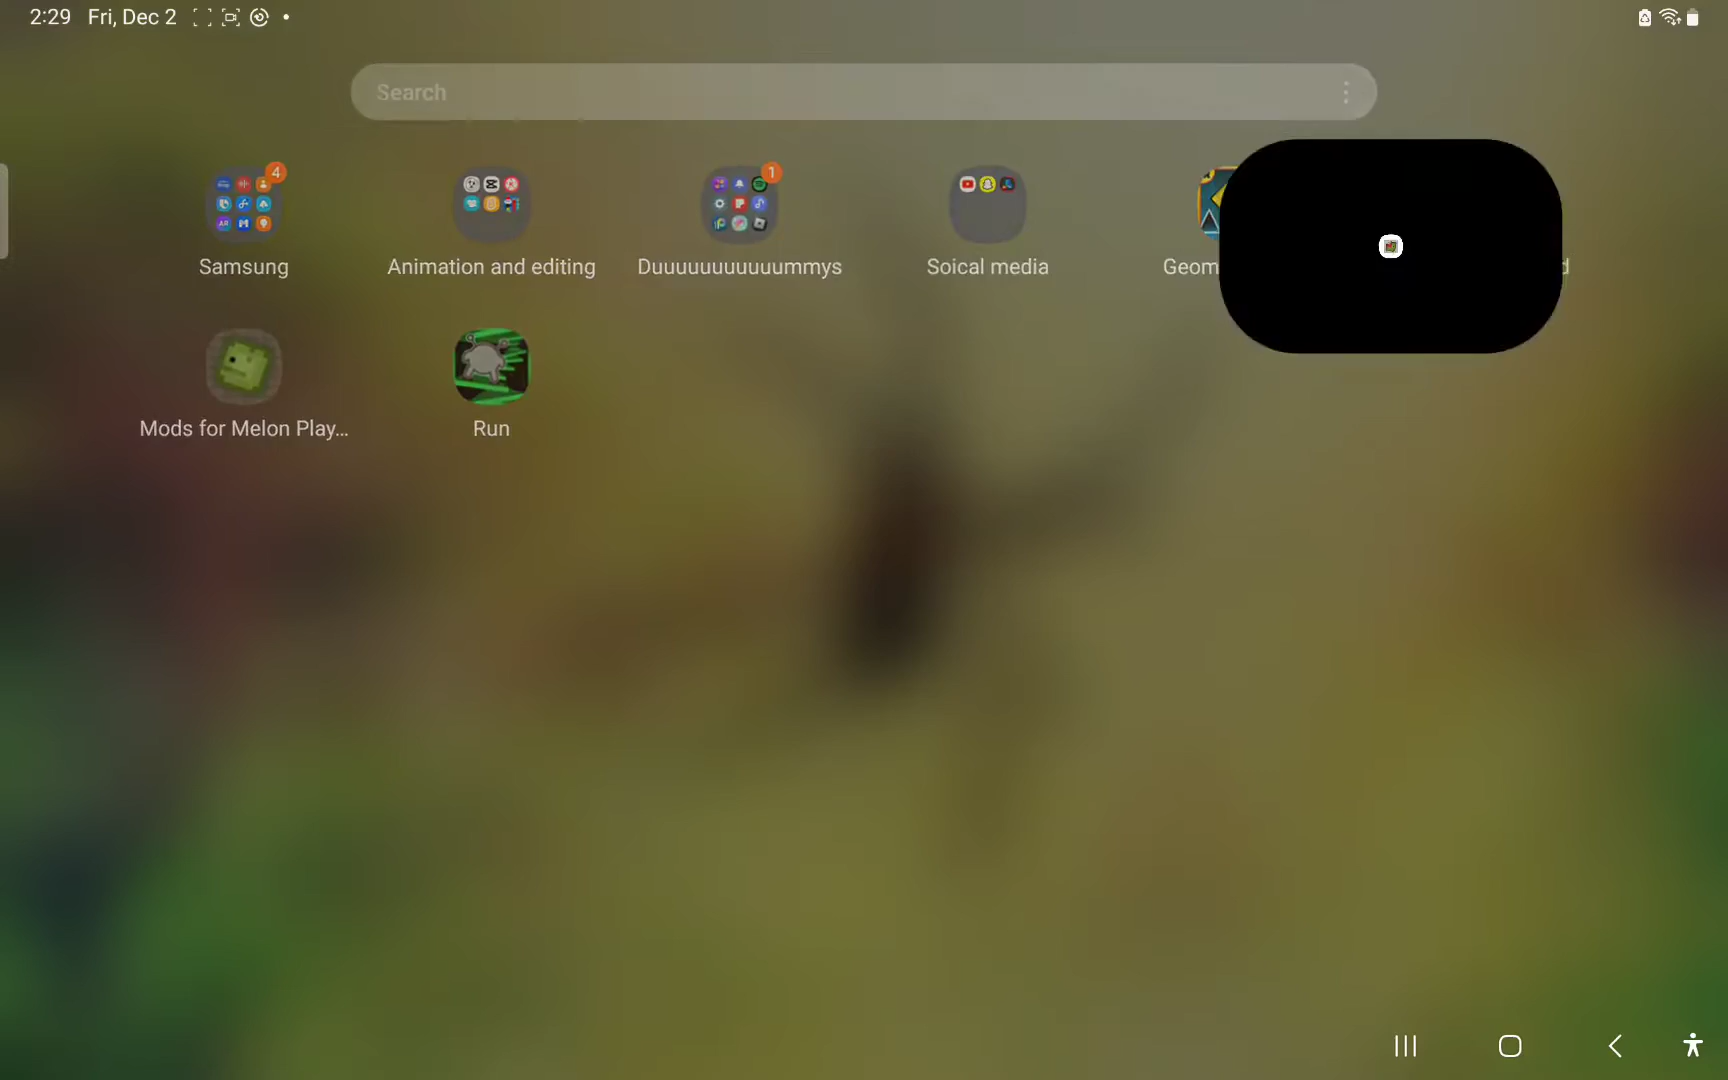 2:29 Fri, Dec 2
Search
4
1
Samsung
Animation and editing
Duuuuuuuuuummys
Soical media
Geom
d
Mods for Melon Play...
Run